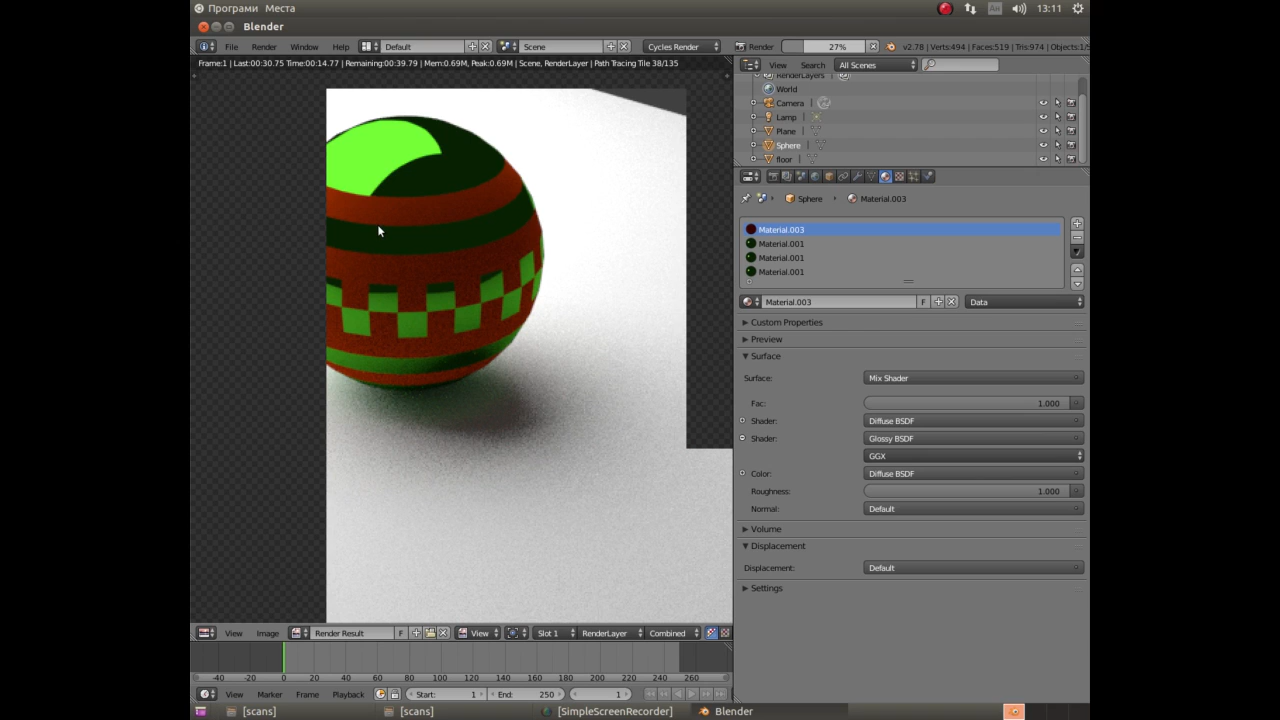 Програми Места
Ан 13:11
Blender
File Render Window Help Default Scene Cycles Render Render 27% v2.78 | Verts:494 | Faces:519 | Tris:974 | Objects:1/
Frame:1 | Last:00:30.75 Time:00:14.77 | Remaining:00:39.79 | Mem:0.69M, Peak:0.69M | Scene, RenderLayer | Path Tracing Tile 38/135
View Search All Scenes
RenderLayers
World
Camera
Lamp
Plane
Sphere
floor
Sphere Material.003
Material.003
Material.001
Material.001
Material.001
Material.003 F Data
Custom Properties
Preview
Surface
Surface: Mix Shader
Fac: 1.000
Shader: Diffuse BSDF
Shader: Glossy BSDF
GGX
Color: Diffuse BSDF
Roughness: 1.000
Normal: Default
Volume
Displacement
Displacement: Default
Settings
View Image Render Result F View Slot 1 RenderLayer Combined
-40 -20 0 20 40 60 80 100 120 140 160 180 200 220 240 260
View Marker Frame Playback Start: 1 End: 250 1
[scans] [scans] [SimpleScreenRecorder] Blender